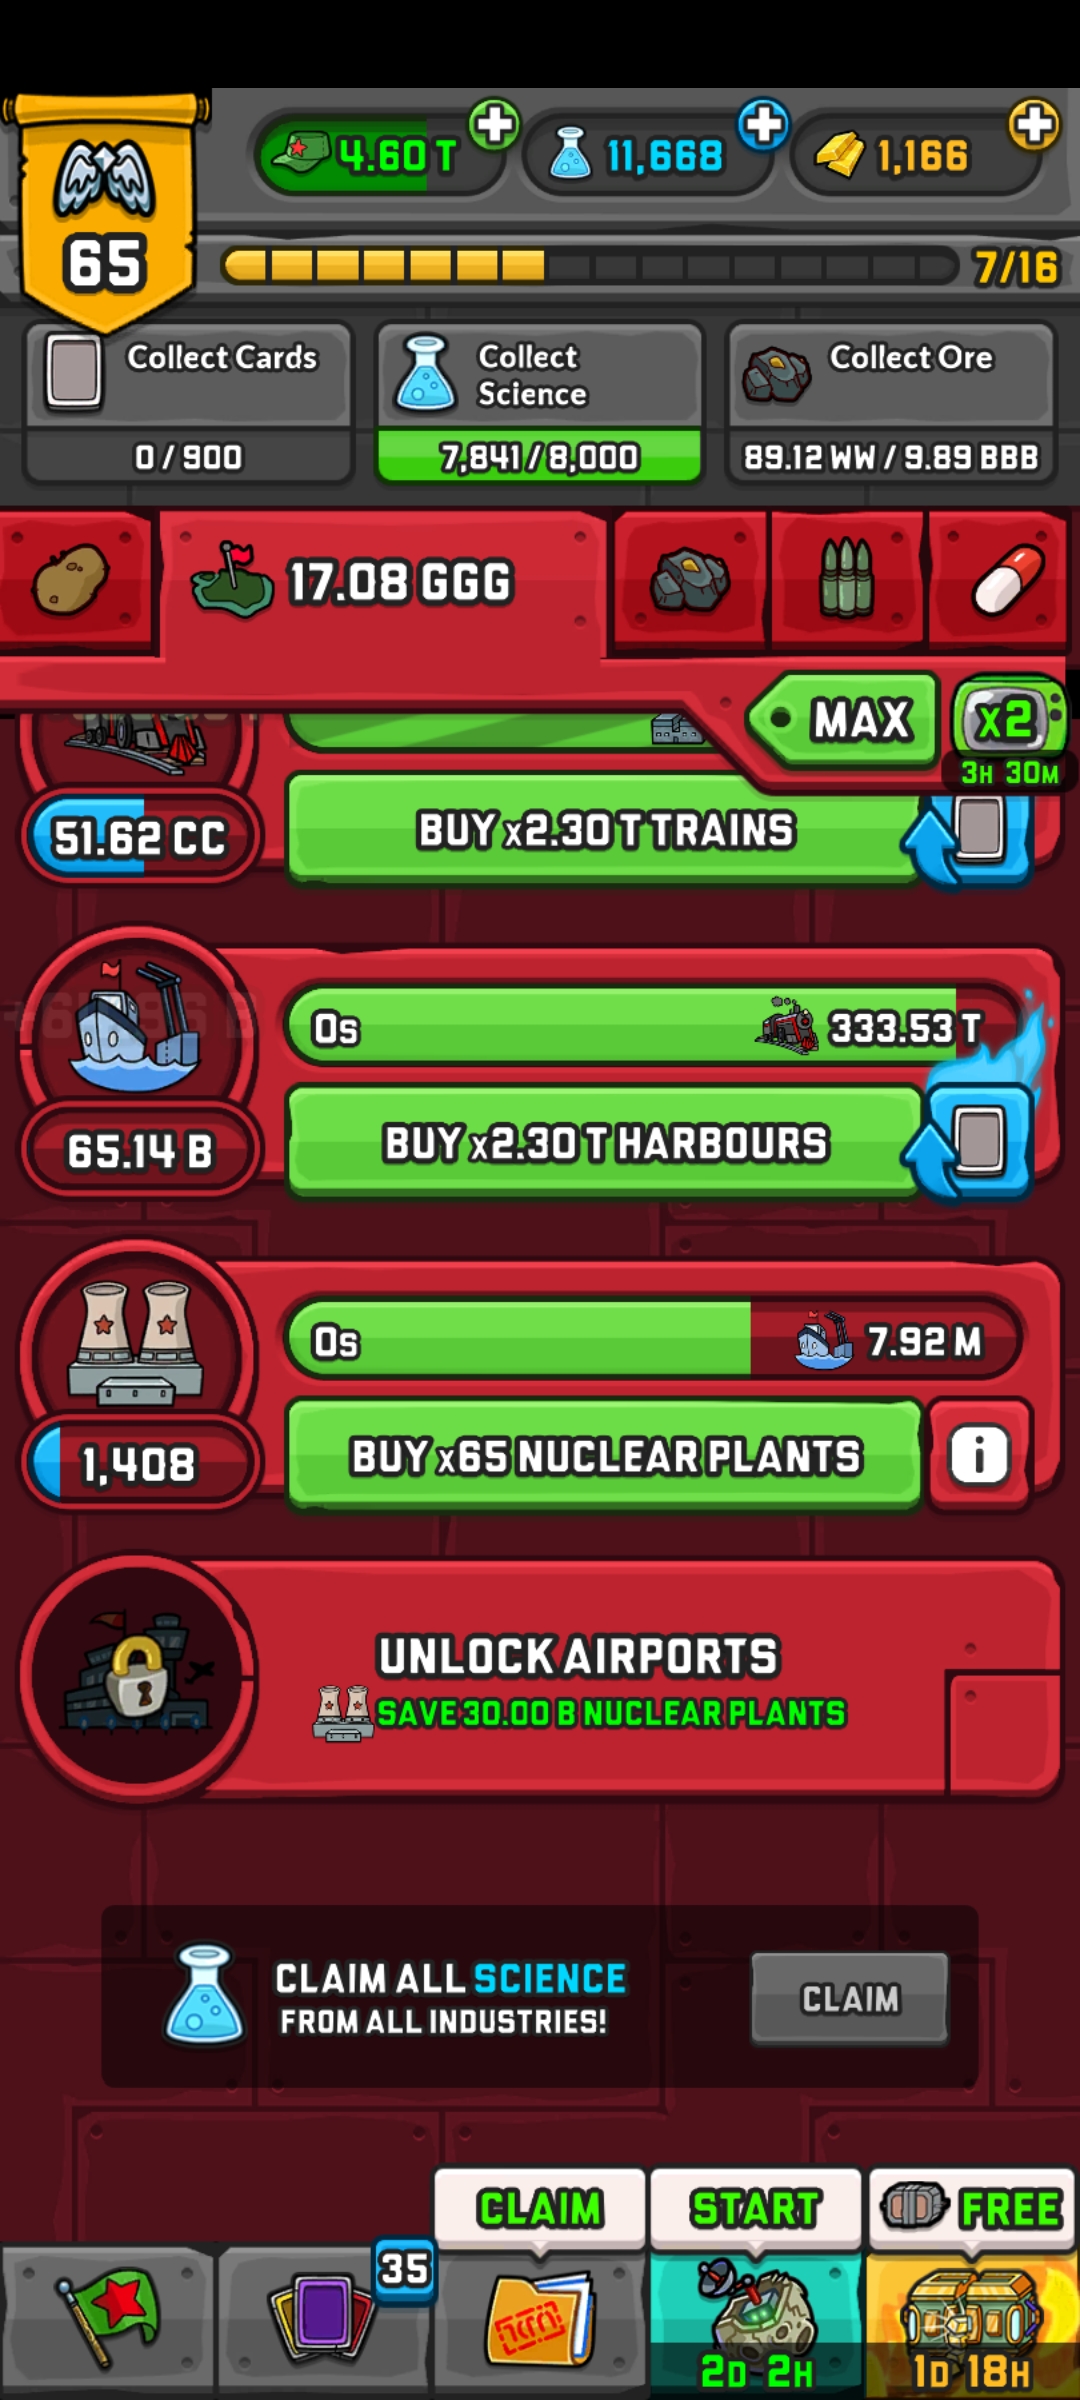 4.60 T
11,668
1,166
65
7/16
Collect Cards
0 / 900
Collect
Science
7,841 / 8,000
Collect Ore
89.12 WW / 9.89 BBB
17.08 GGG
MAX
x2
3H 30M
51.62 CC
BUY x2.30 T TRAINS
0s
333.53 T
65.14 B
BUY x2.30 T HARBOURS
0s
7.92 M
1,408
BUY x65 NUCLEAR PLANTS
i
UNLOCK AIRPORTS
SAVE 30.00 B NUCLEAR PLANTS
CLAIM ALL SCIENCE
FROM ALL INDUSTRIES!
CLAIM
CLAIM
START
FREE
35
2D 2H
1D 18H